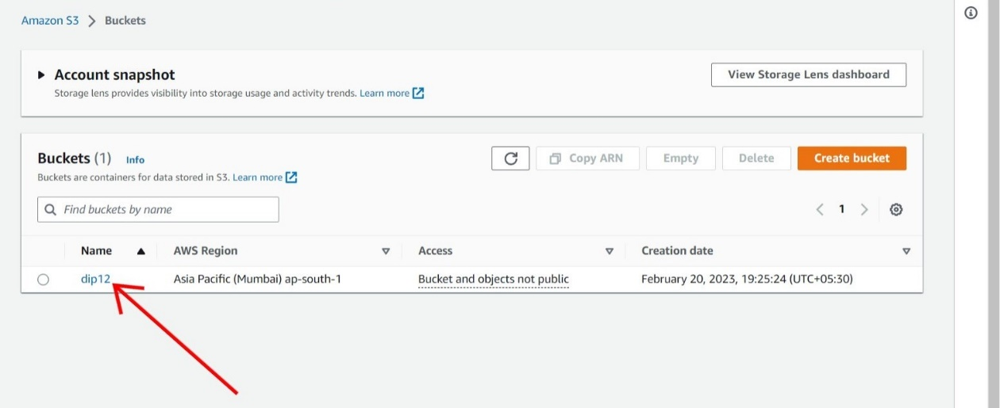 Amazon S3 > Buckets
Account snapshot
View Storage Lens dashboard
Storage lens provides visibility into storage usage and activity trends. Learn more
Buckets (1) Info
Copy ARN Empty Delete Create bucket
Buckets are containers for data stored in S3. Learn more
Find buckets by name
1
Name AWS Region Access Creation date
dip12 Asia Pacific (Mumbai) ap-south-1 Bucket and objects not public February 20, 2023, 19:25:24 (UTC+05:30)